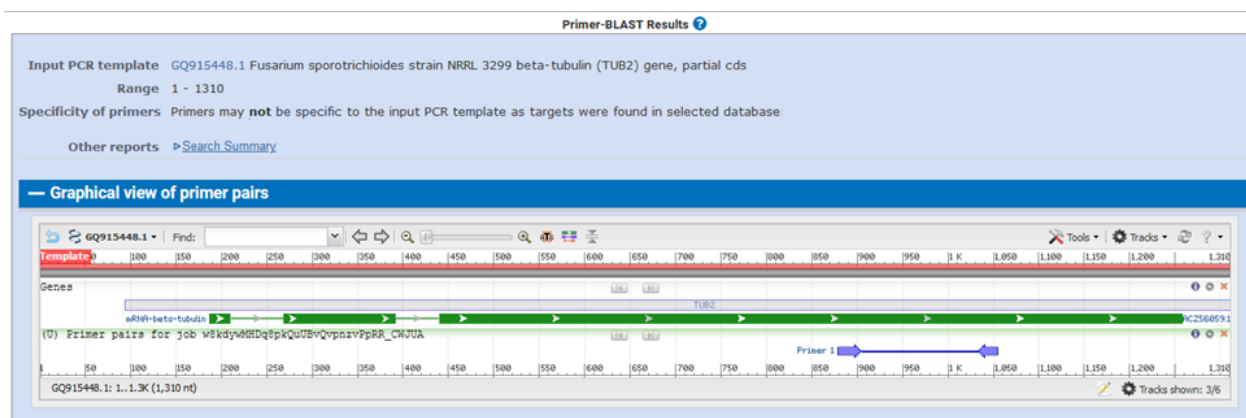 Primer-BLAST Results ?
Input PCR template GQ915448.1 Fusarium sporotrichioides strain NRRL 3299 beta-tubulin (TUB2) gene, partial cds
Range 1 - 1310
Specificity of primers Primers may not be specific to the input PCR template as targets were found in selected database
Other reports Search Summary
— Graphical view of primer pairs
GQ915448.1 Find: Tools Tracks ?
Template 100 150 200 250 300 350 400 450 500 550 600 650 700 750 800 850 900 950 1 K 1,050 1,100 1,150 1,200 1,310
Genes
TUB2
mRNA-beto-tubulin ACZ56059.1
(U) Primer pairs for job
Primer 1
1 50 100 150 200 250 300 350 400 450 500 550 600 650 700 750 800 850 900 950 1 K 1,050 1,100 1,150 1,200 1,310
GQ915448.1: 1..1.3K (1,310 nt) Tracks shown: 3/6